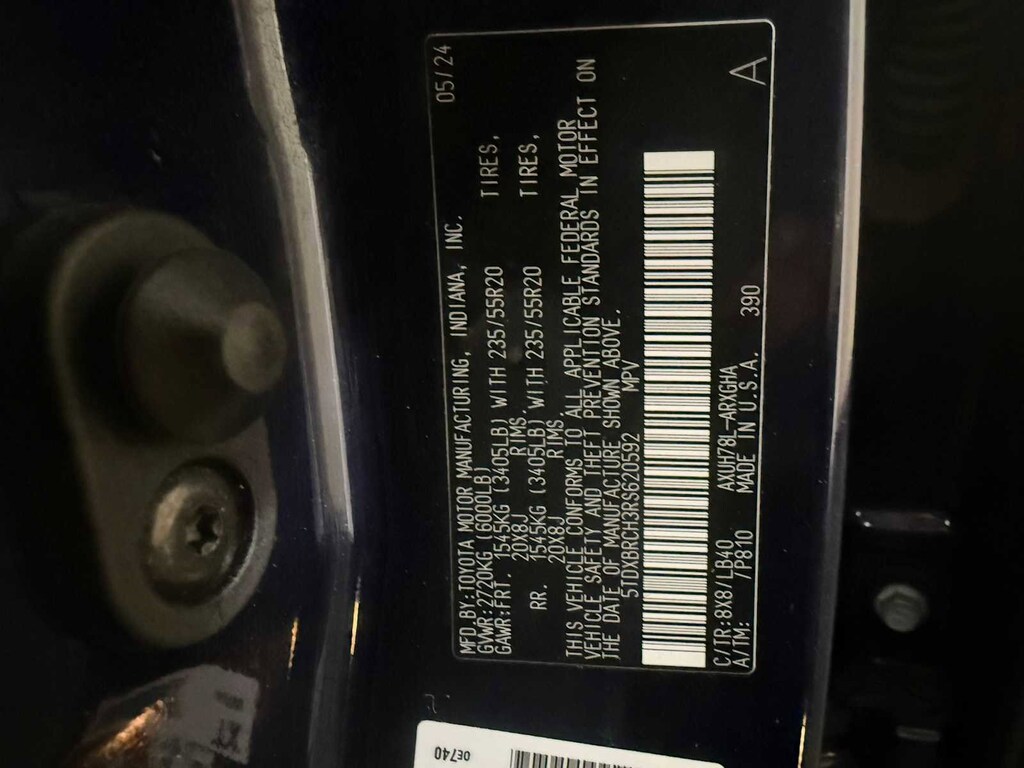 MFD.BY:TOYOTA MOTOR MANUFACTURING, INDIANA, INC. 05/24
GVWR:2720KG (6000LB)
GAWR:FRT. 1545KG (3405LB) WITH 235/55R20 TIRES,
20X8J RIMS,
RR. 1545KG (3405LB) WITH 235/55R20 TIRES,
20X8J RIMS.
THIS VEHICLE CONFORMS TO ALL APPLICABLE FEDERAL MOTOR
VEHICLE SAFETY AND THEFT PREVENTION STANDARDS IN EFFECT ON
THE DATE OF MANUFACTURE SHOWN ABOVE.
5TDXBRCH3RS620592 MPV
C/TR:8X8/LB40 AXUH78L-ARXGHA
A/TM: /P810 MADE IN U.S.A. 390 A
0E740